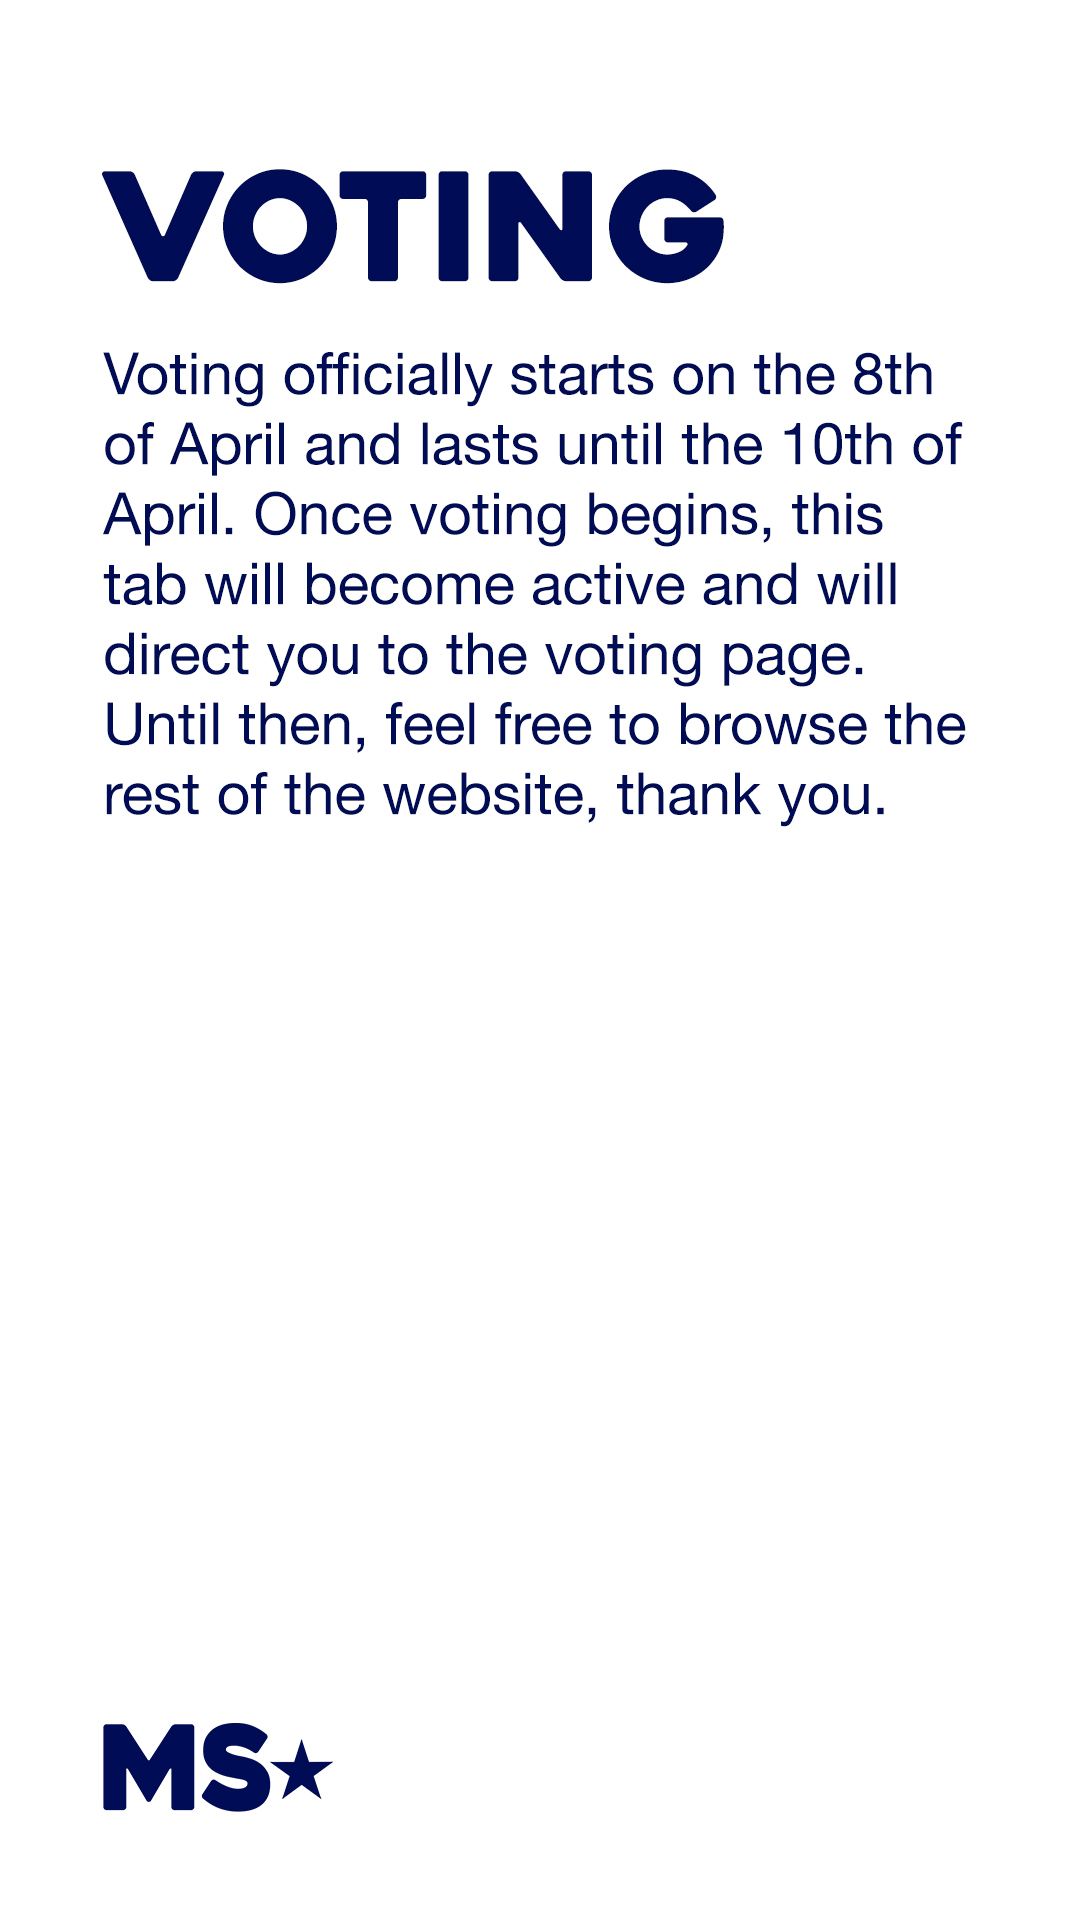 VOTING
Voting officially starts on the 8th
of April and lasts until the 10th of
April. Once voting begins, this
tab will become active and will
direct you to the voting page.
Until then, feel free to browse the
rest of the website, thank you.
MS★